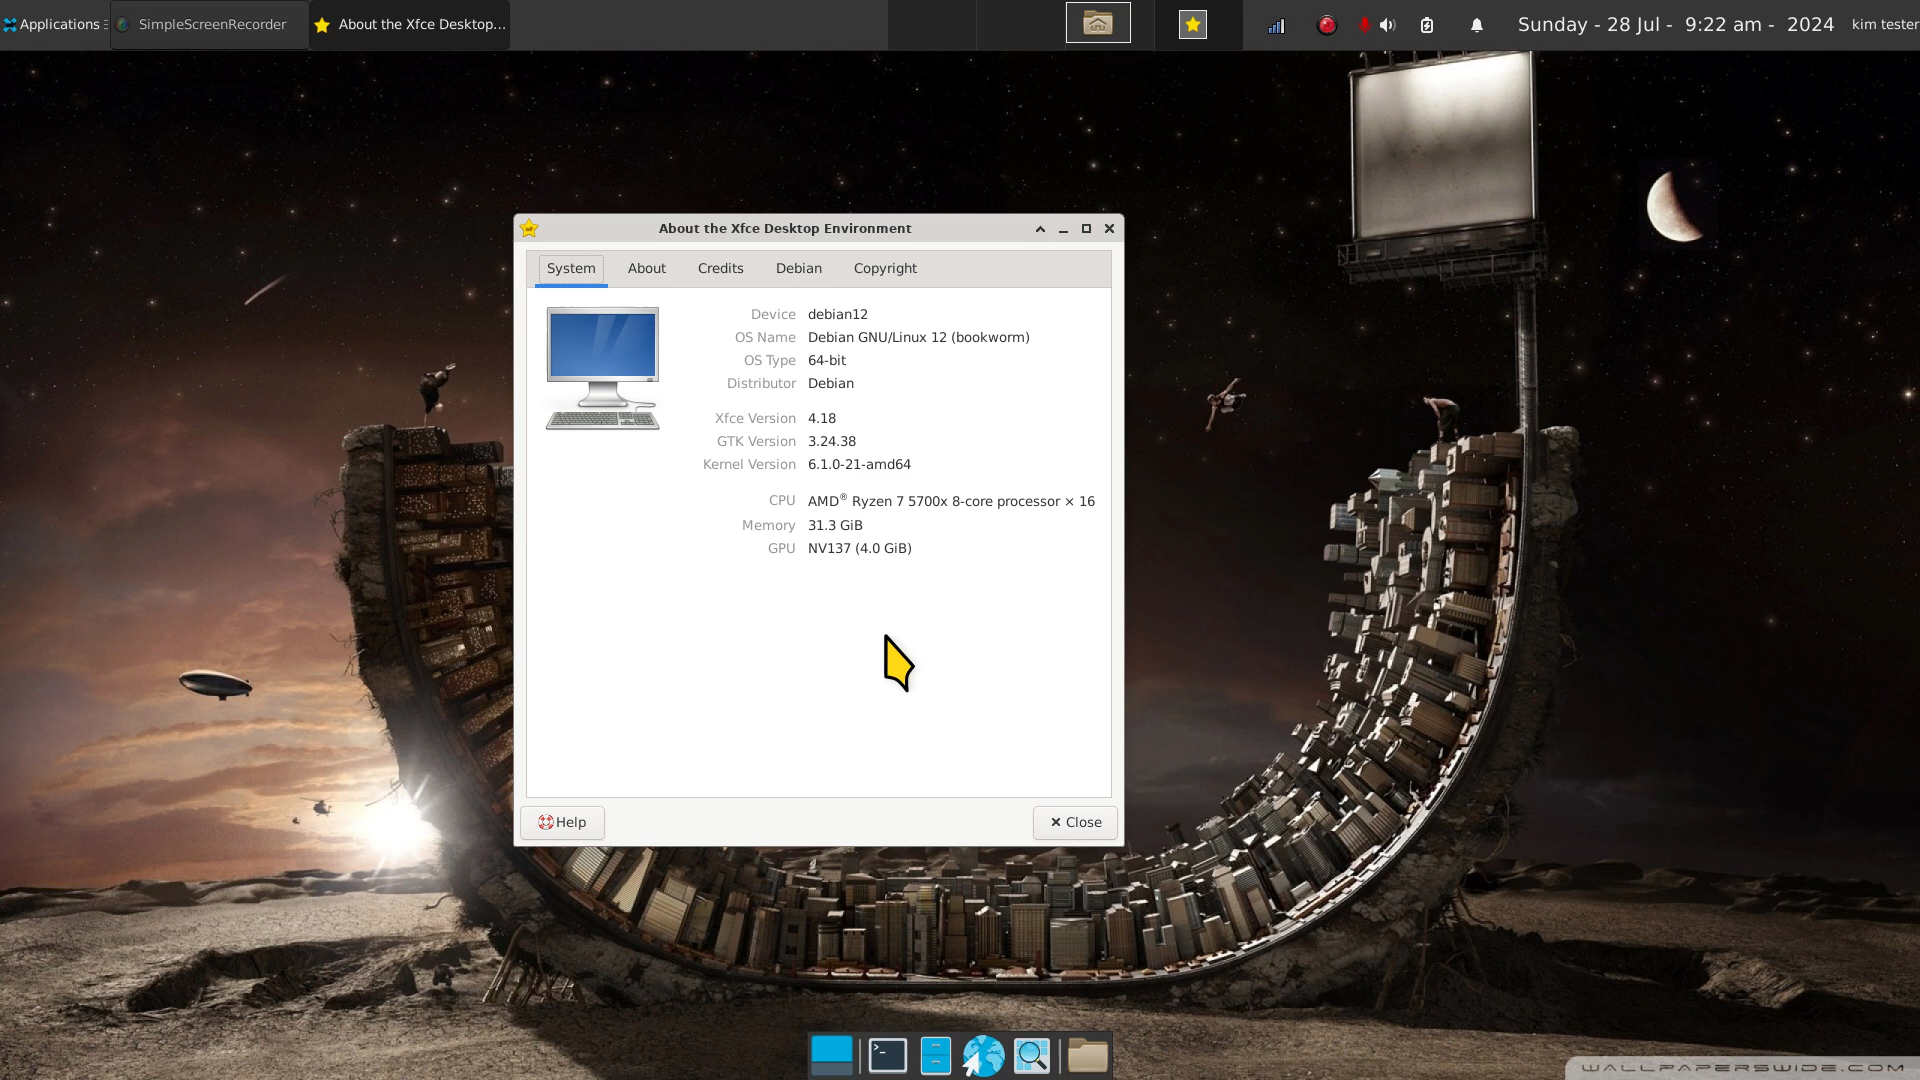 Applications
SimpleScreenRecorder
About the Xfce Desktop...
Sunday - 28 Jul -  9:22 am -  2024
kim tester
About the Xfce Desktop Environment
System
About
Credits
Debian
Copyright
Device debian12
OS Name Debian GNU/Linux 12 (bookworm)
OS Type 64-bit
Distributor Debian
Xfce Version 4.18
GTK Version 3.24.38
Kernel Version 6.1.0-21-amd64
CPU AMD® Ryzen 7 5700x 8-core processor × 16
Memory 31.3 GiB
GPU NV137 (4.0 GiB)
Help
Close
WALLPAPERSWIDE.COM